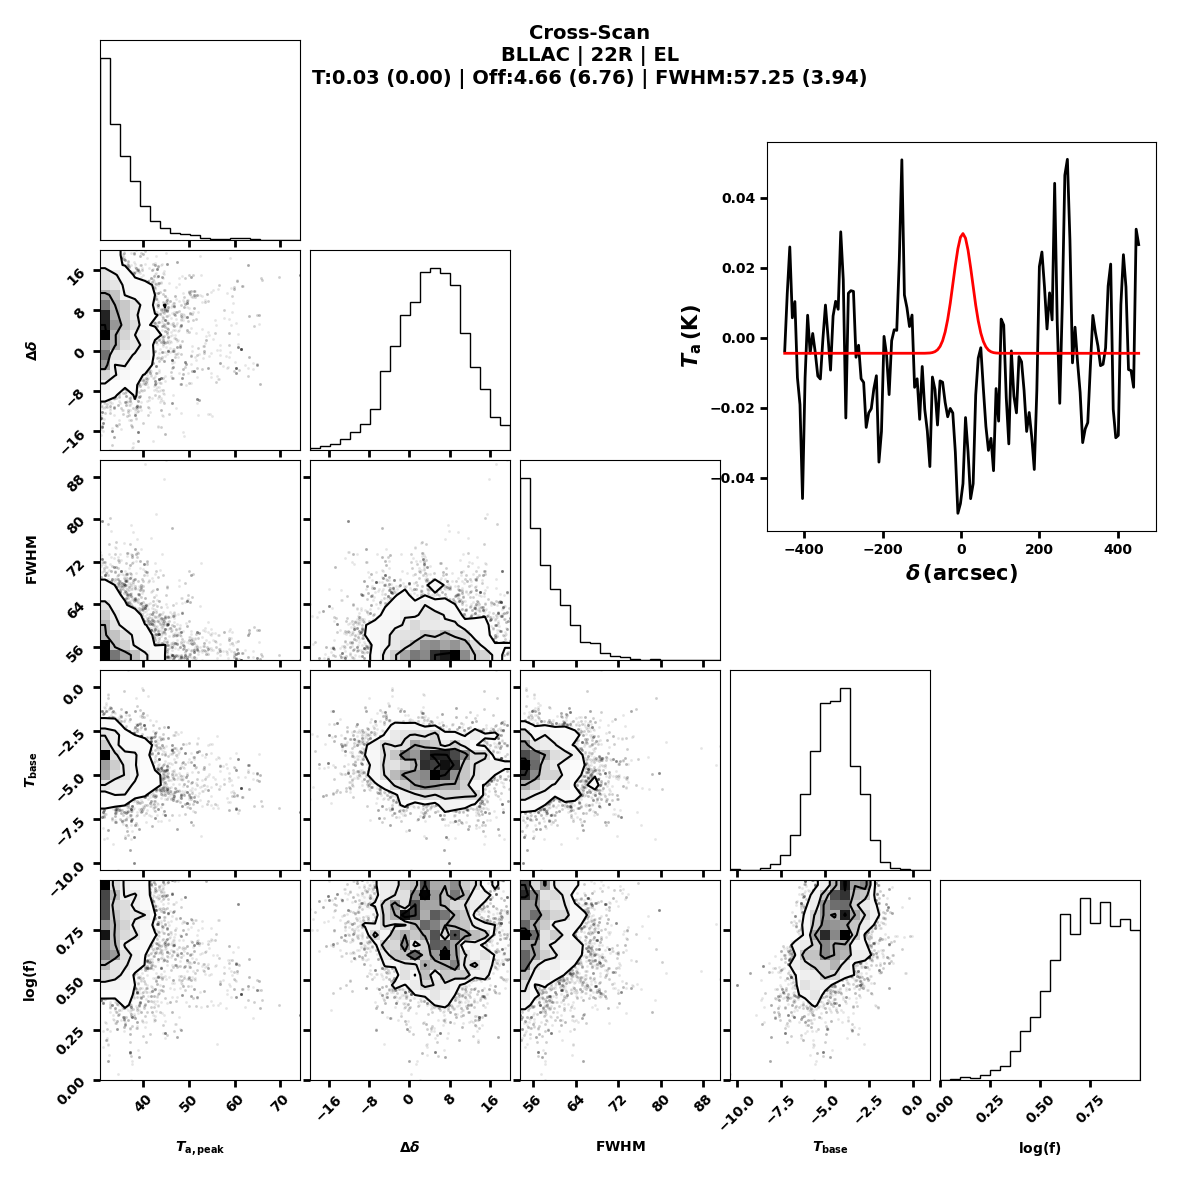 Cross-Scan
BLLAC | 22R | EL
T:0.03 (0.00) | Off:4.66 (6.76) | FWHM:57.25 (3.94)
0.04
0.02
0.00
−0.02
−0.04
Tₐ (K)
−400 −200 0 200 400
δ (arcsec)
16
8
0
−8
−16
Δδ
88
80
72
64
56
FWHM
0.0
−2.5
−5.0
−7.5
−10.0
T_base
0.75
0.50
0.25
0.00
log(f)
40 50 60 70
−16 −8 0 8 16
56 64 72 80 88
−10.0 −7.5 −5.0 −2.5 0.0
0.00 0.25 0.50 0.75
T_a,peak
Δδ
FWHM
T_base
log(f)